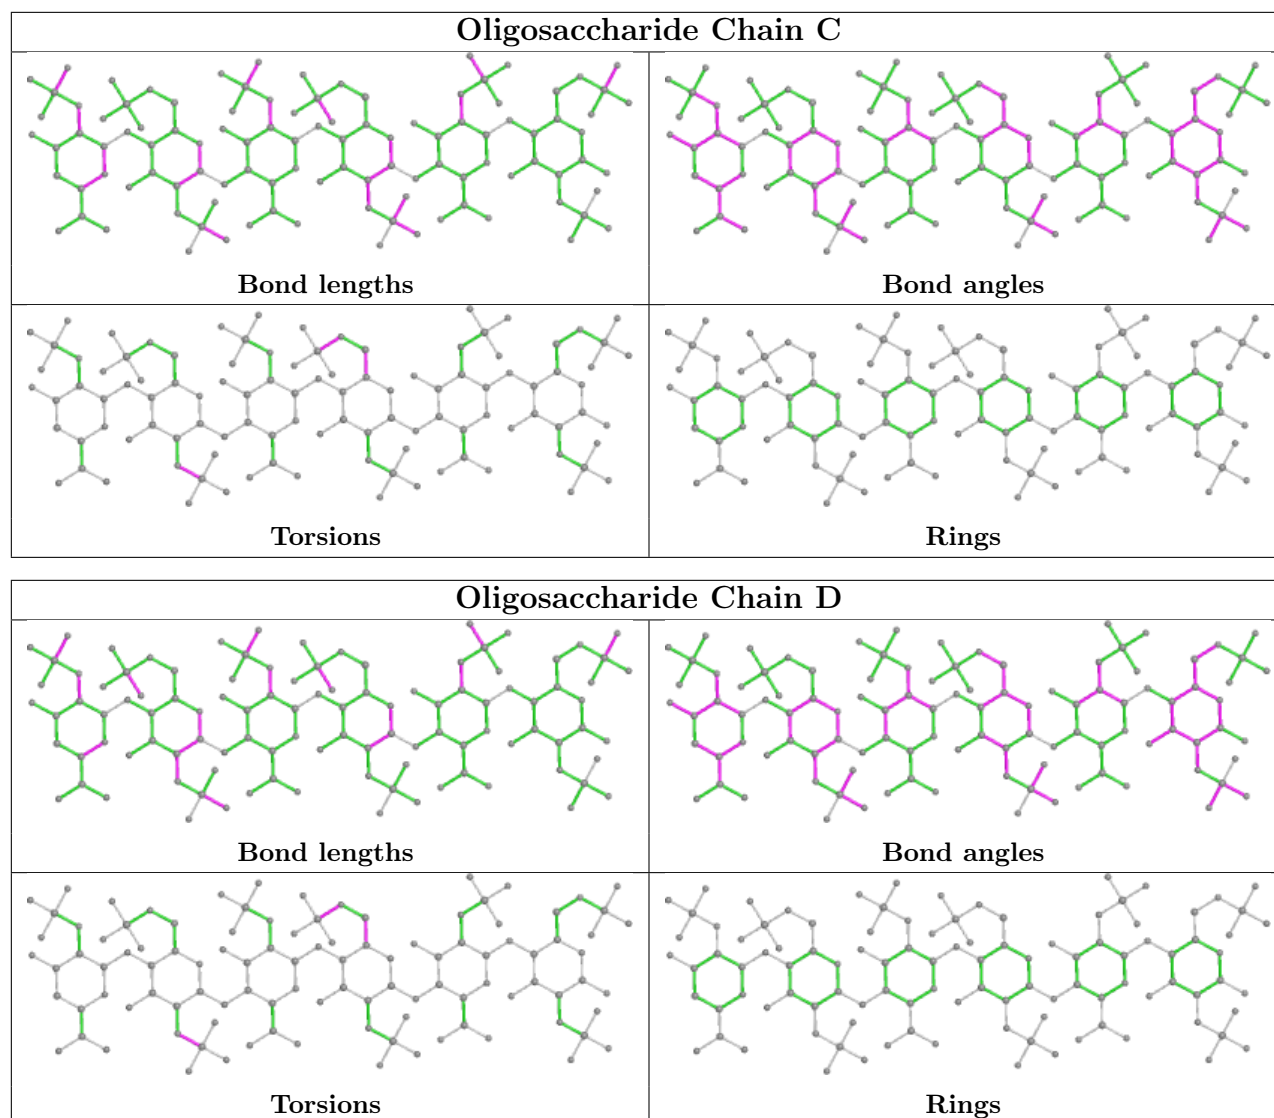 Oligosaccharide Chain C
Bond lengths
Bond angles
Torsions
Rings
Oligosaccharide Chain D
Bond lengths
Bond angles
Torsions
Rings